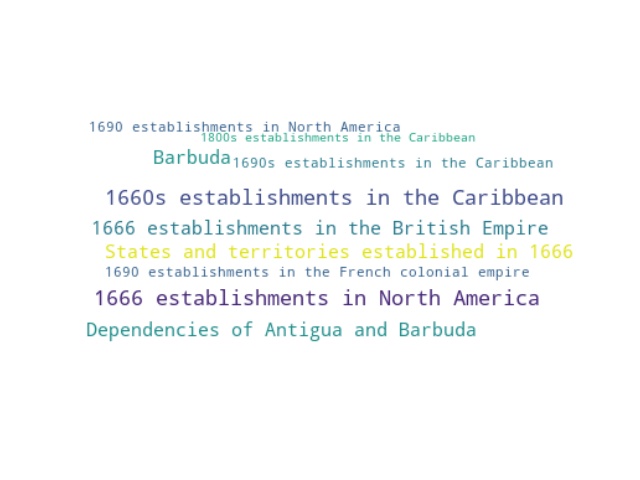 1690 establishments in North America
1800s establishments in the Caribbean
Barbuda
1690s establishments in the Caribbean
1660s establishments in the Caribbean
1666 establishments in the British Empire
States and territories established in 1666
1690 establishments in the French colonial empire
1666 establishments in North America
Dependencies of Antigua and Barbuda